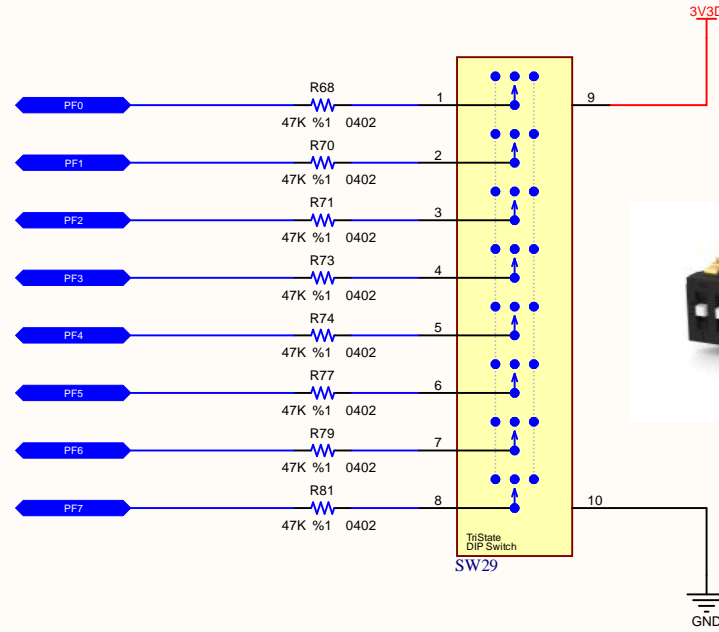 3V3D
R68
PF0
1
9
47K %1 0402
R70
PF1
2
47K %1 0402
R71
PF2
3
47K %1 0402
R73
PF3
4
47K %1 0402
R74
PF4
5
47K %1 0402
R77
PF5
6
47K %1 0402
R79
PF6
7
47K %1 0402
R81
PF7
8
10
47K %1 0402
TriState
DIP Switch
SW29
GND